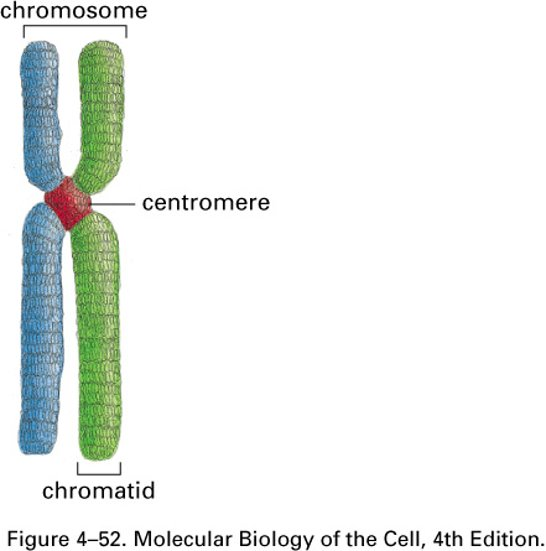 chromosome
centromere
chromatid
Figure 4–52. Molecular Biology of the Cell, 4th Edition.